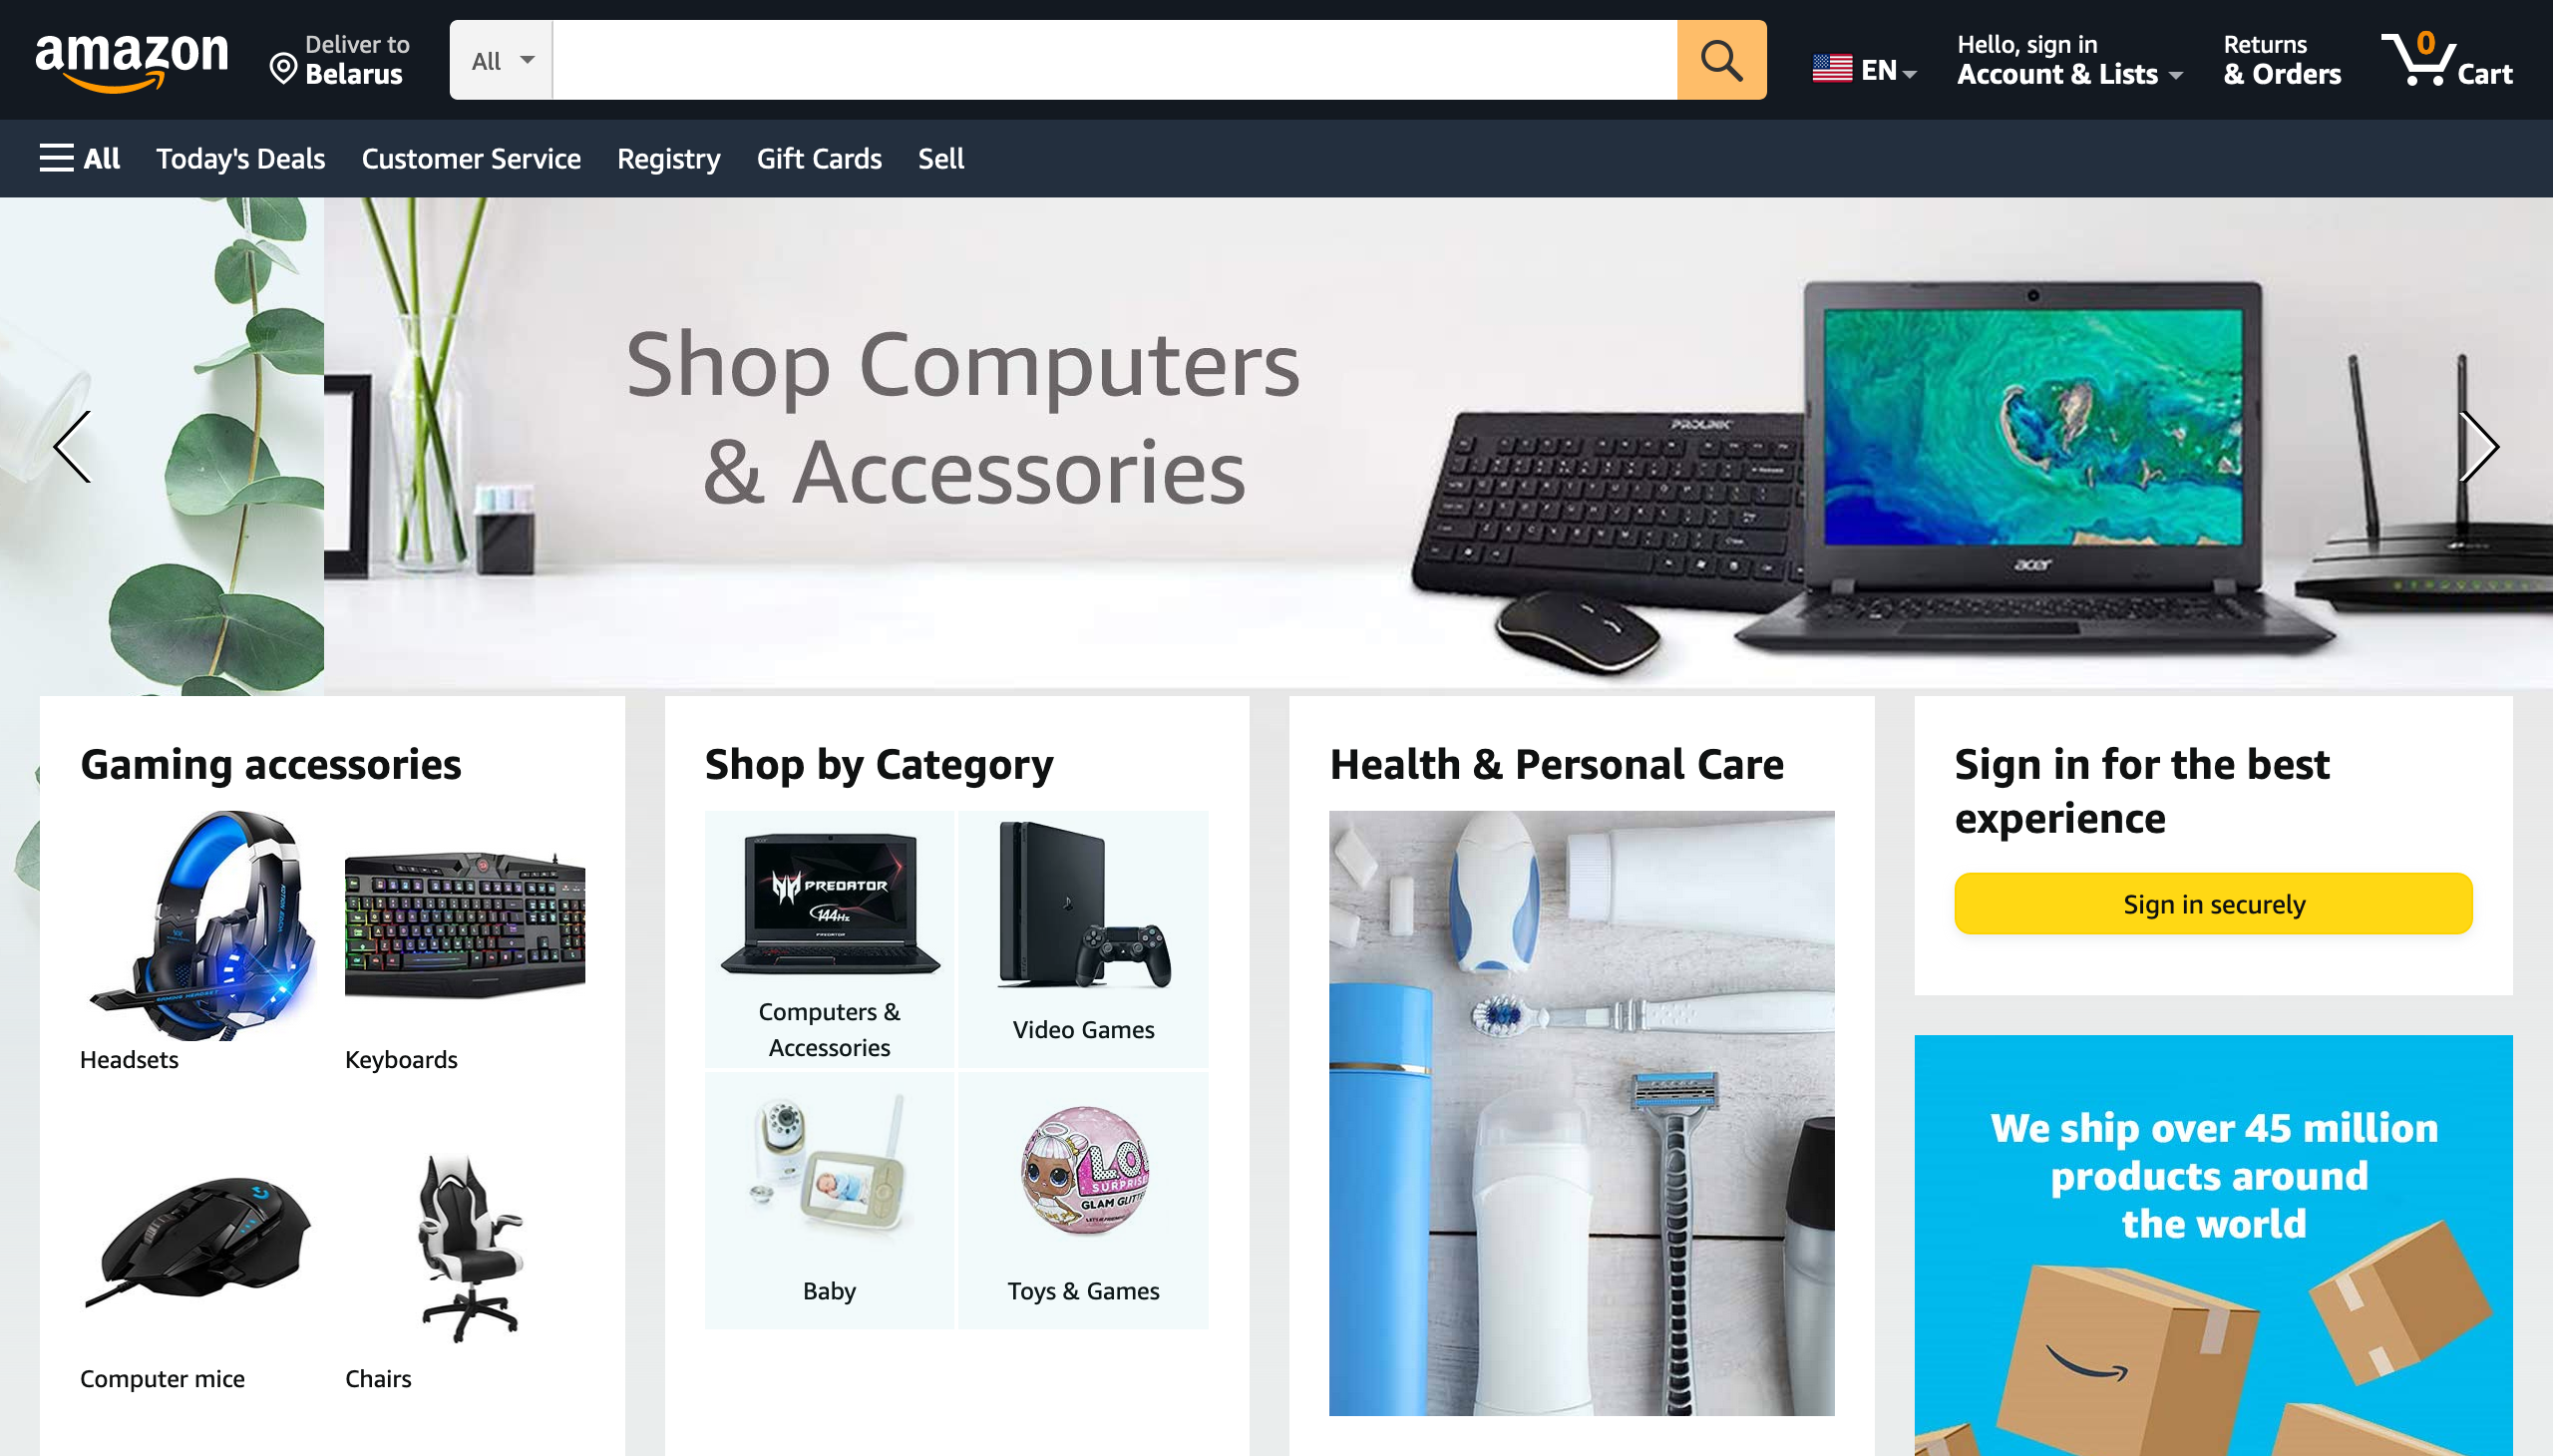 amazon
Deliver to
Belarus
All
EN
Hello, sign in
Account & Lists
Returns
& Orders
0
Cart
All
Today's Deals
Customer Service
Registry
Gift Cards
Sell
Shop Computers
& Accessories
PROLINK
acer
Gaming accessories
Headsets
Keyboards
Computer mice
Chairs
Shop by Category
PREDATOR
144Hz
PREDATOR
Computers &
Accessories
Video Games
Baby
L.O.L.
SURPRISE
GLAM GLITTER
Toys & Games
Health & Personal Care
Sign in for the best
experience
Sign in securely
We ship over 45 million
products around
the world